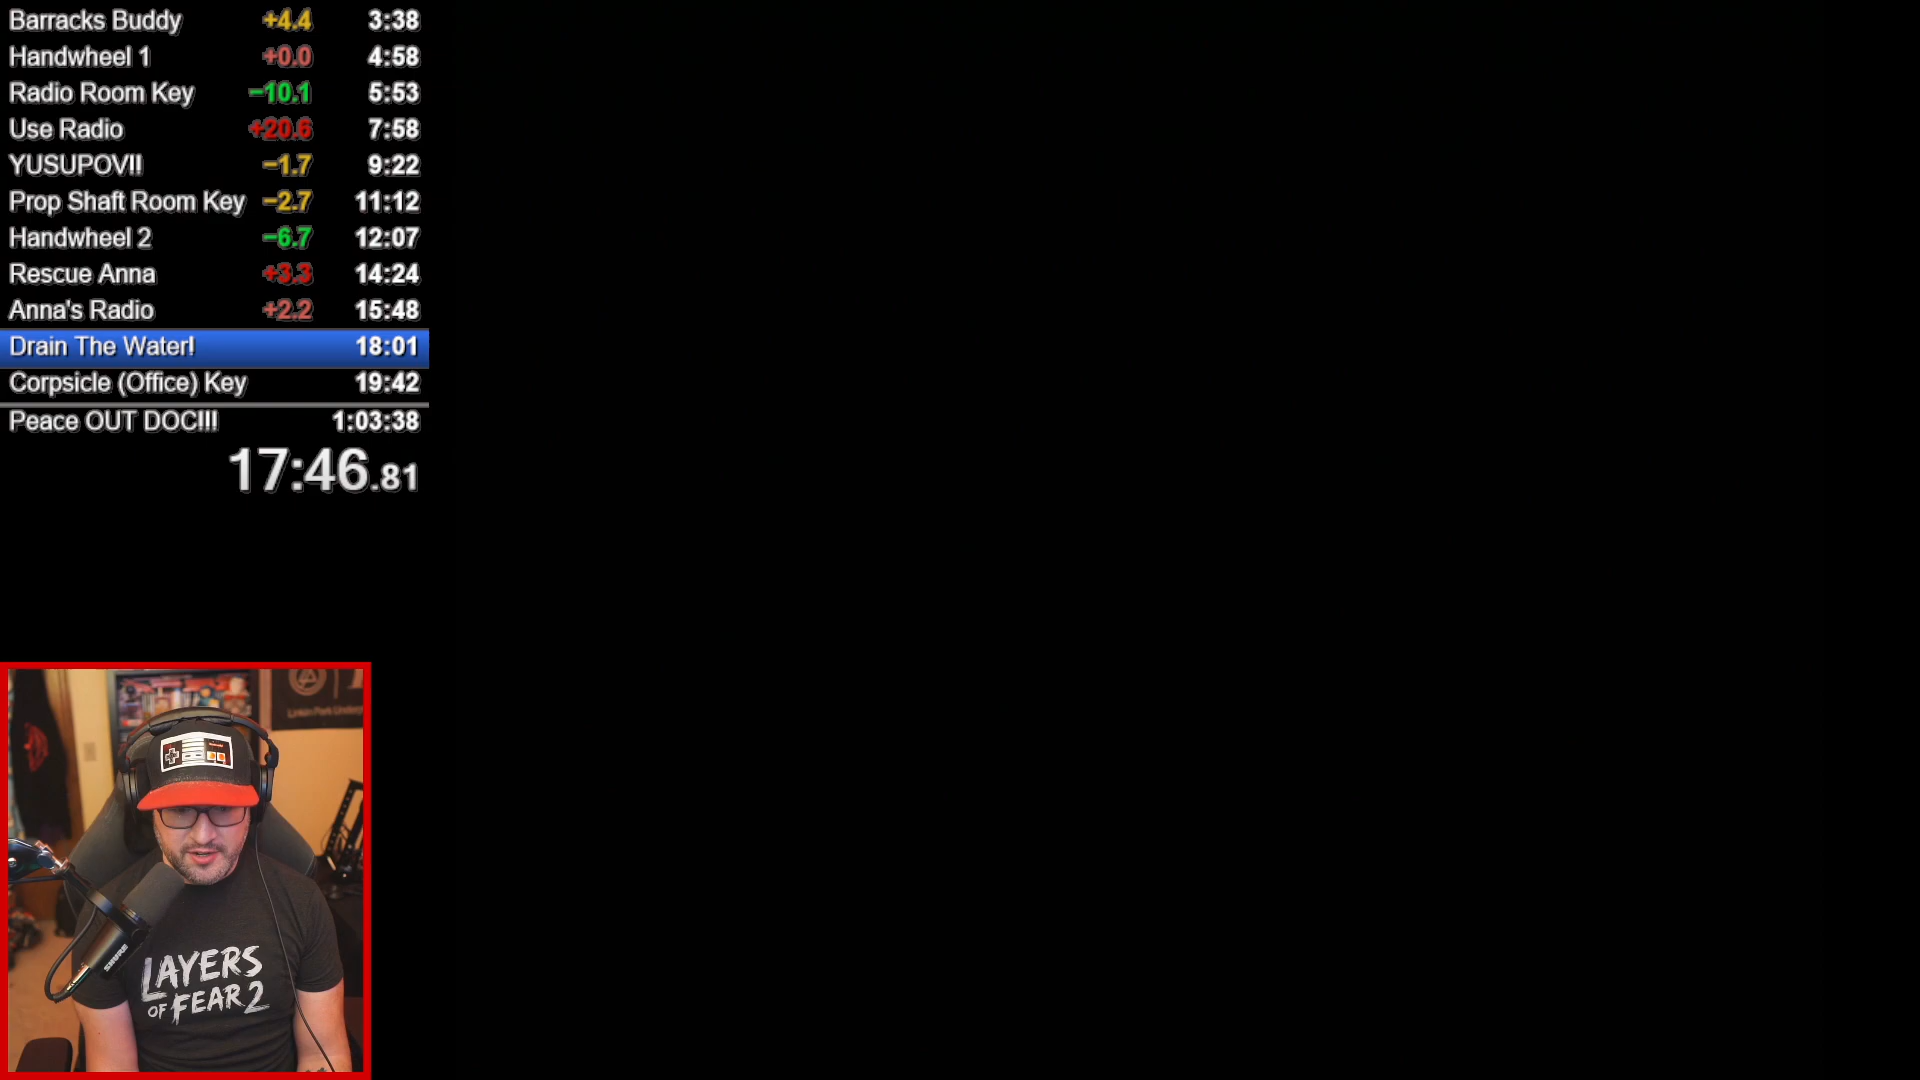 Barracks Buddy +4.4 3:38
Handwheel 1 +0.0 4:58
Radio Room Key −10.1 5:53
Use Radio +20.6 7:58
YUSUPOV!! −1.7 9:22
Prop Shaft Room Key −2.7 11:12
Handwheel 2 −6.7 12:07
Rescue Anna +3.3 14:24
Anna's Radio +2.2 15:48
Drain The Water! 18:01
Corpsicle (Office) Key 19:42
Peace OUT DOC!!! 1:03:38
17:46.81
Linkin Park
SHURE
LAYERS
OF FEAR 2